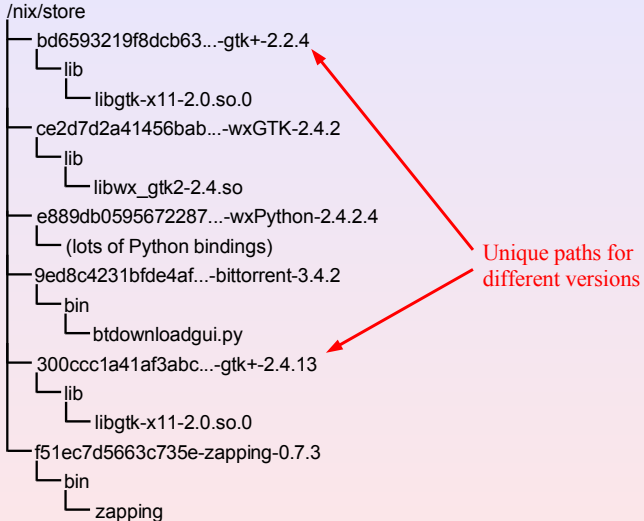 /nix/store
bd6593219f8dcb63...-gtk+-2.2.4
lib
libgtk-x11-2.0.so.0
ce2d7d2a41456bab...-wxGTK-2.4.2
lib
libwx_gtk2-2.4.so
e889db0595672287...-wxPython-2.4.2.4
(lots of Python bindings)
9ed8c4231bfde4af...-bittorrent-3.4.2
bin
btdownloadgui.py
300ccc1a41af3abc...-gtk+-2.4.13
lib
libgtk-x11-2.0.so.0
f51ec7d5663c735e-zapping-0.7.3
bin
zapping
Unique paths for
different versions